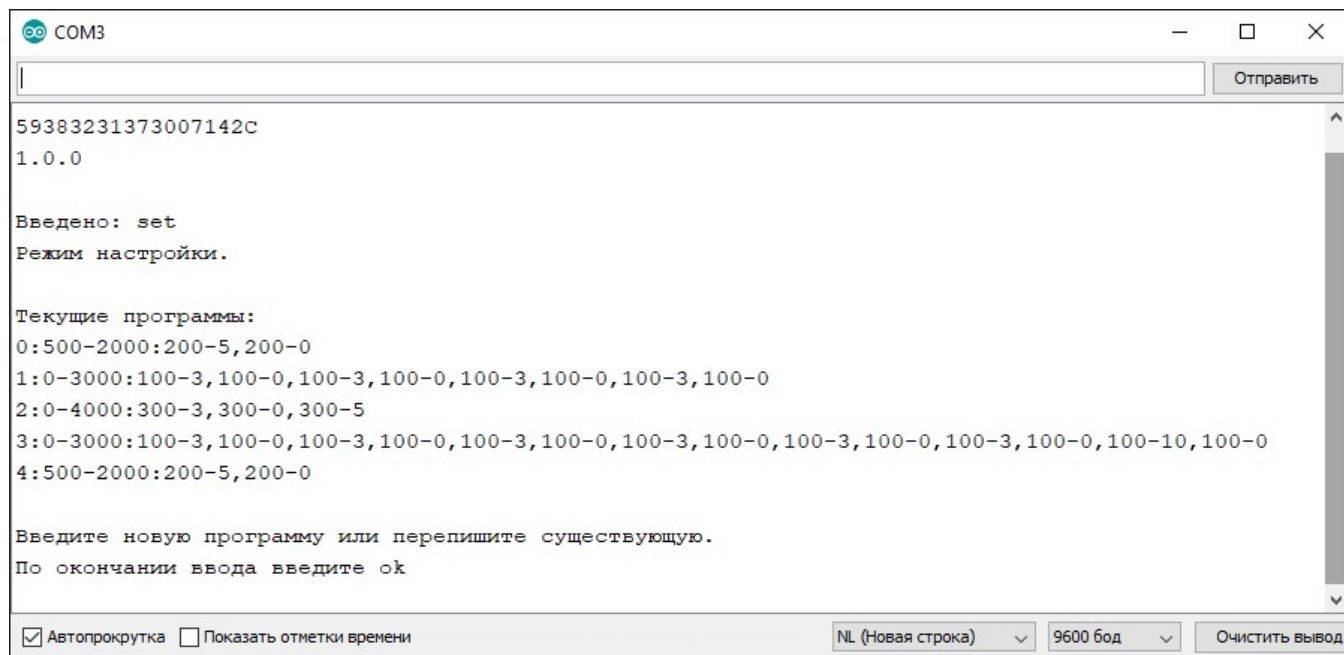 COM3
Отправить
59383231373007142C
1.0.0
Введено: set
Режим настройки.
Текущие программы:
0:500-2000:200-5,200-0
1:0-3000:100-3,100-0,100-3,100-0,100-3,100-0,100-3,100-0
2:0-4000:300-3,300-0,300-5
3:0-3000:100-3,100-0,100-3,100-0,100-3,100-0,100-3,100-0,100-3,100-0,100-3,100-0,100-10,100-0
4:500-2000:200-5,200-0
Введите новую программу или перепишите существующую.
По окончании ввода введите ok
Автопрокрутка Показать отметки времени NL (Новая строка) 9600 бод Очистить вывод